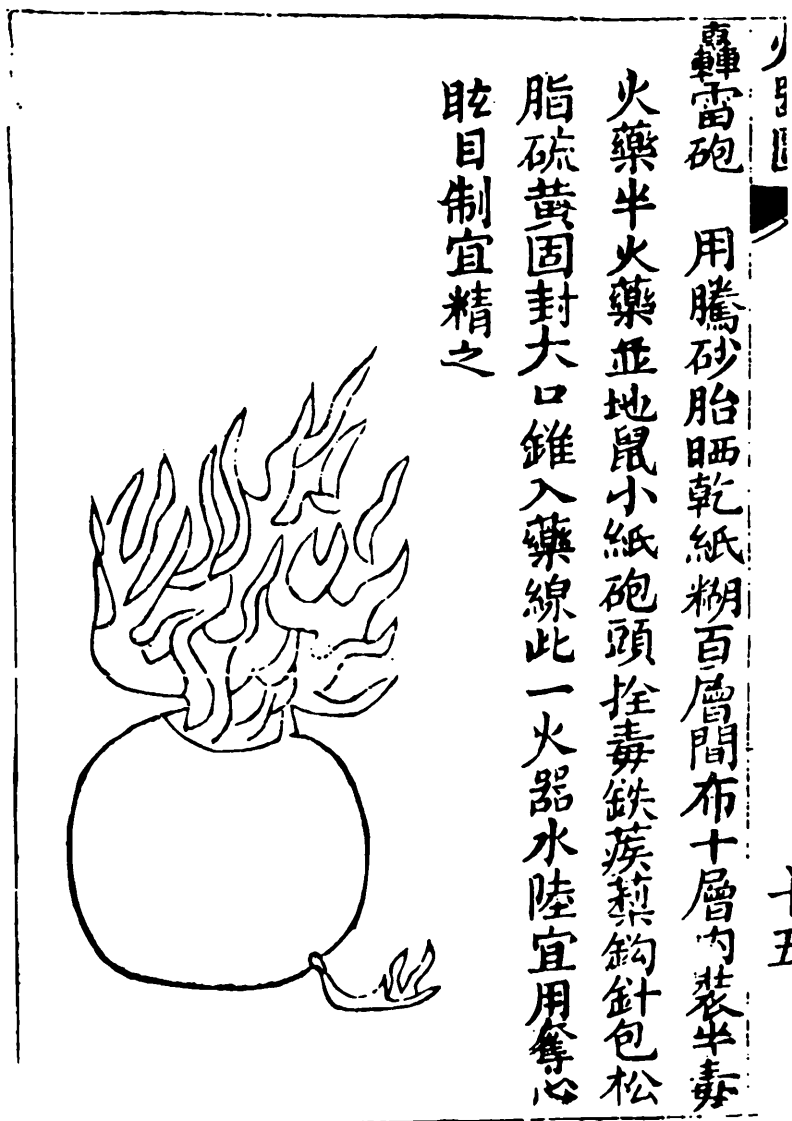 轟雷砲　用騰砂胎晒乾紙糊百層間布十層內裝半毒
火藥半火藥並地鼠小紙砲頭拴毒鉄蒺藜鈎針包松
脂硫黃固封大口錐入藥線此一火器水陸宜用奪心
眩目制宜精之
十五